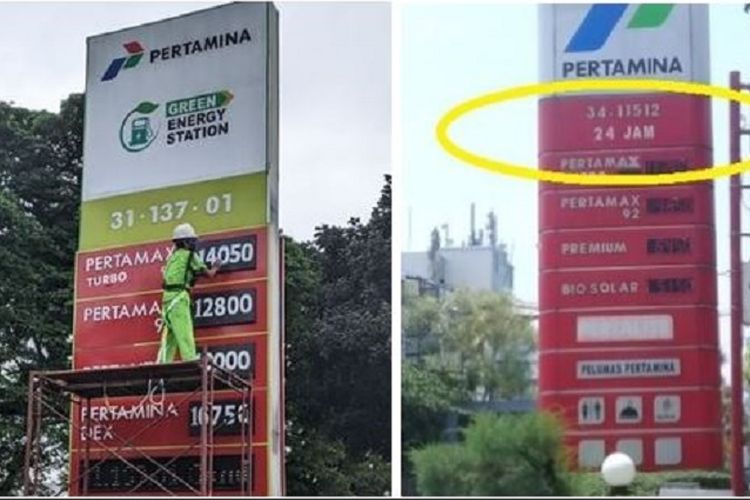 PERTAMINA
GREEN
ENERGY
STATION
31·137·01
PERTAMAX 14050
TURBO
PERTAMAX 12800
PERTAMINA 16750
DEX
PERTAMINA
34-11512
24 JAM
PERTAMAX
PERTAMAX
92
PREMIUM
BIO SOLAR
PELUMAS PERTAMINA